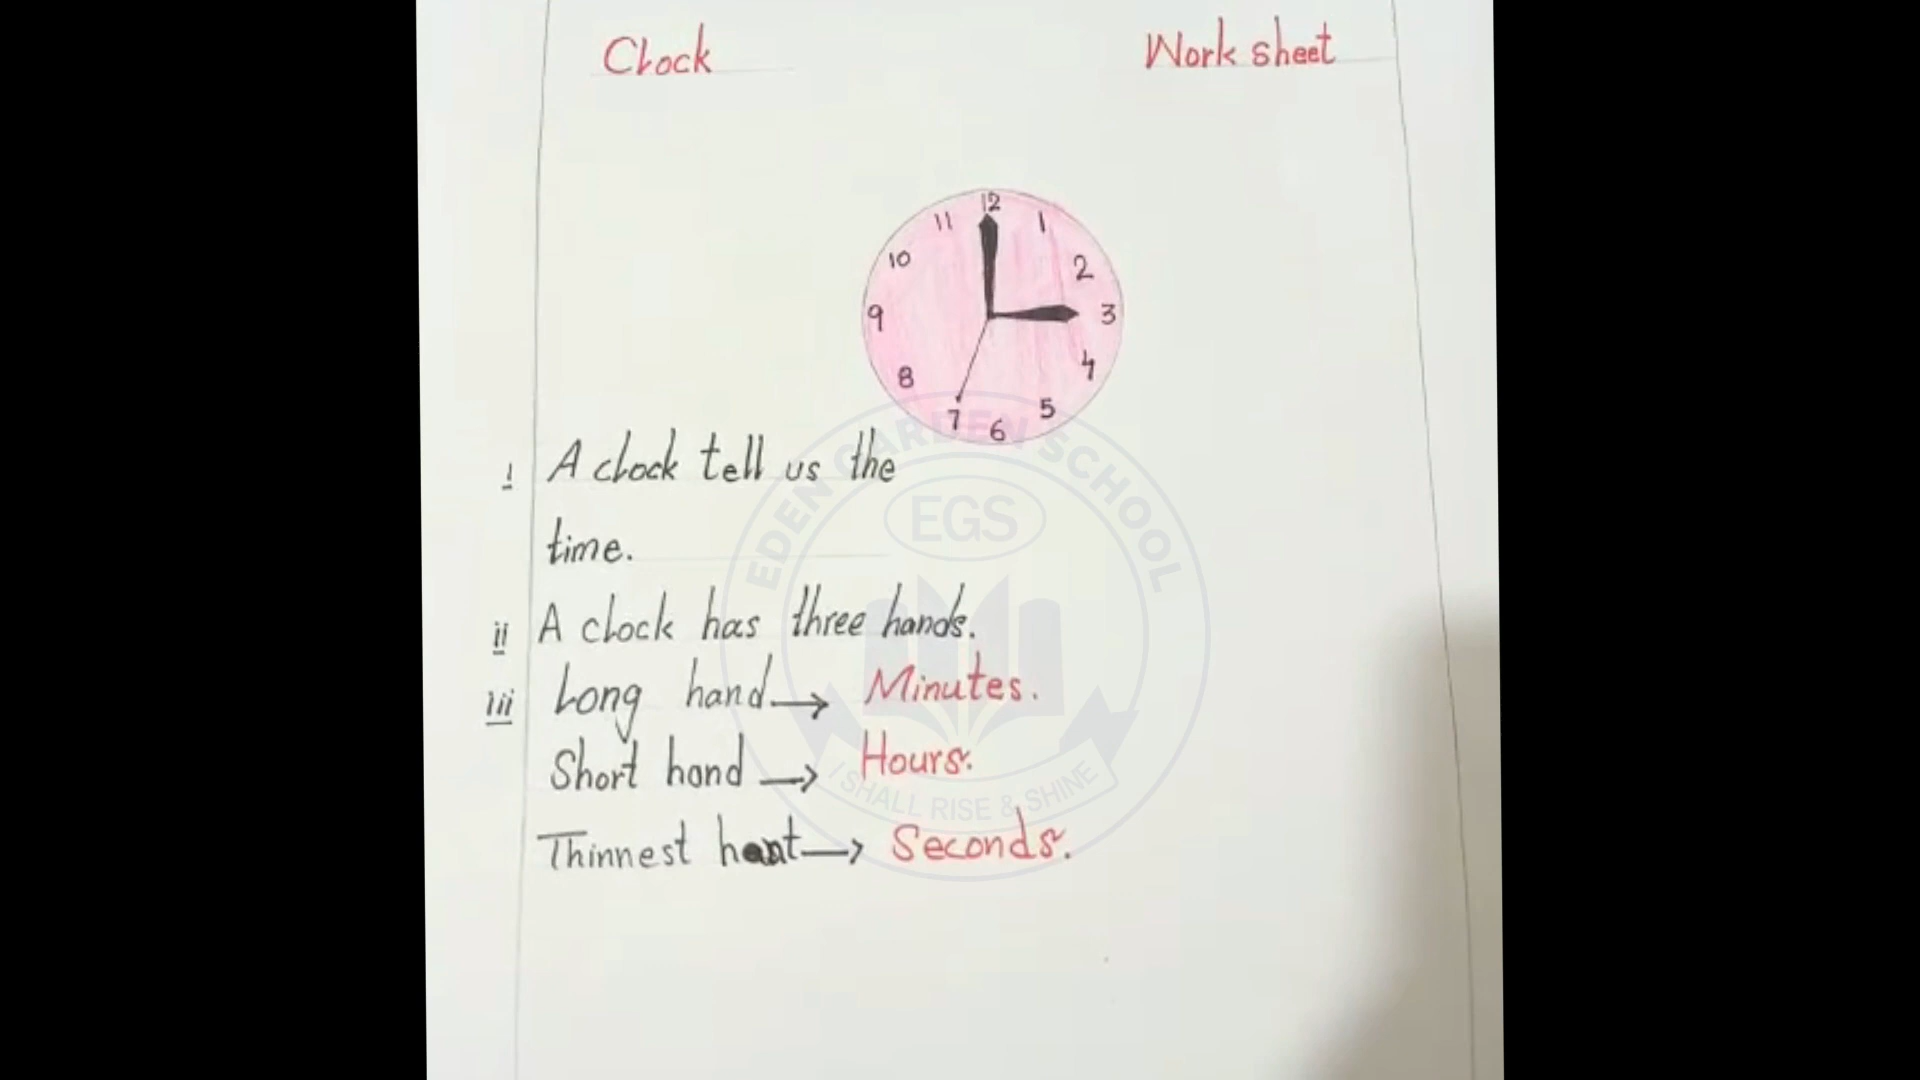 Clock
Work sheet
12
11
1
10
2
9
3
8
4
7
5
6
i A clock tell us the
time.
ii A clock has three hands.
iii Long hand → Minutes.
Short hand → Hours.
Thinnest → Seconds.
EDEN GARDEN SCHOOL
EGS
I SHALL RISE & SHINE